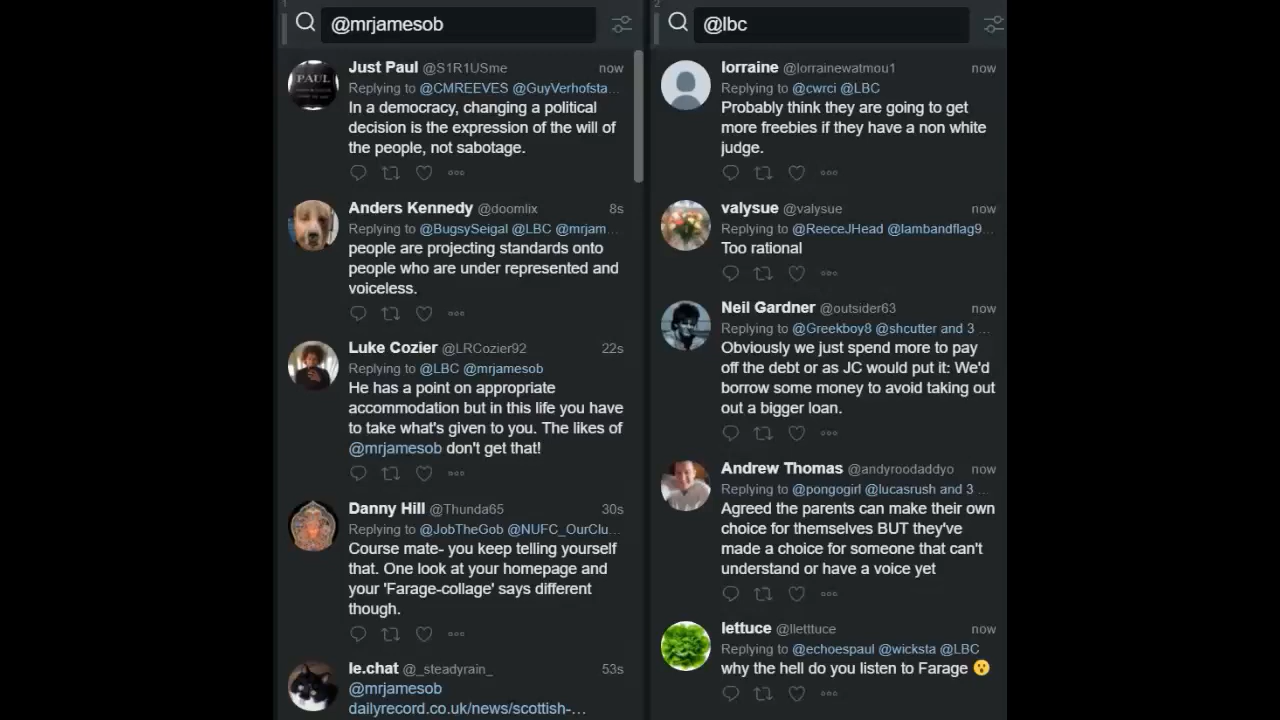 1
@mrjamesob
Just Paul @S1R1USme now
Replying to @CMREEVES @GuyVerhofsta...
In a democracy, changing a political
decision is the expression of the will of
the people, not sabotage.
Anders Kennedy @doomlix 8s
Replying to @BugsySeigal @LBC @mrjam...
people are projecting standards onto
people who are under represented and
voiceless.
Luke Cozier @LRCozier92 22s
Replying to @LBC @mrjamesob
He has a point on appropriate
accommodation but in this life you have
to take what's given to you. The likes of
@mrjamesob don't get that!
Danny Hill @Thunda65 30s
Replying to @JobTheGob @NUFC_OurClu...
Course mate- you keep telling yourself
that. One look at your homepage and
your 'Farage-collage' says different
though.
le.chat @_steadyrain_ 53s
@mrjamesob
dailyrecord.co.uk/news/scottish-...
2
@lbc
lorraine @lorrainewatmou1 now
Replying to @cwrci @LBC
Probably think they are going to get
more freebies if they have a non white
judge.
valysue @valysue now
Replying to @ReeceJHead @lambandflag9...
Too rational
Neil Gardner @outsider63 now
Replying to @Greekboy8 @shcutter and 3 ...
Obviously we just spend more to pay
off the debt or as JC would put it: We'd
borrow some money to avoid taking out
out a bigger loan.
Andrew Thomas @andyroodaddyo now
Replying to @pongogirl @lucasrush and 3 ...
Agreed the parents can make their own
choice for themselves BUT they've
made a choice for someone that can't
understand or have a voice yet
lettuce @lletttuce now
Replying to @echoespaul @wicksta @LBC
why the hell do you listen to Farage 😮